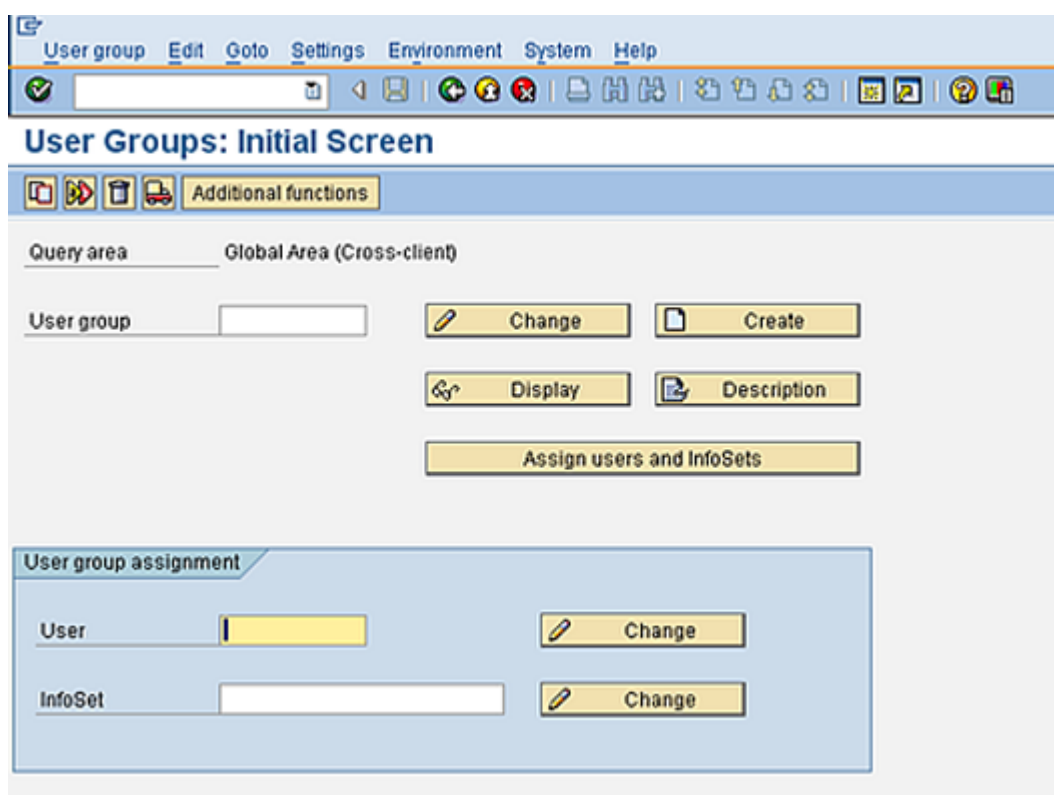 User group Edit Goto Settings Environment System Help
User Groups: Initial Screen
Additional functions
Query area Global Area (Cross-client)
User group Change Create
Display Description
Assign users and InfoSets
User group assignment
User Change
InfoSet Change